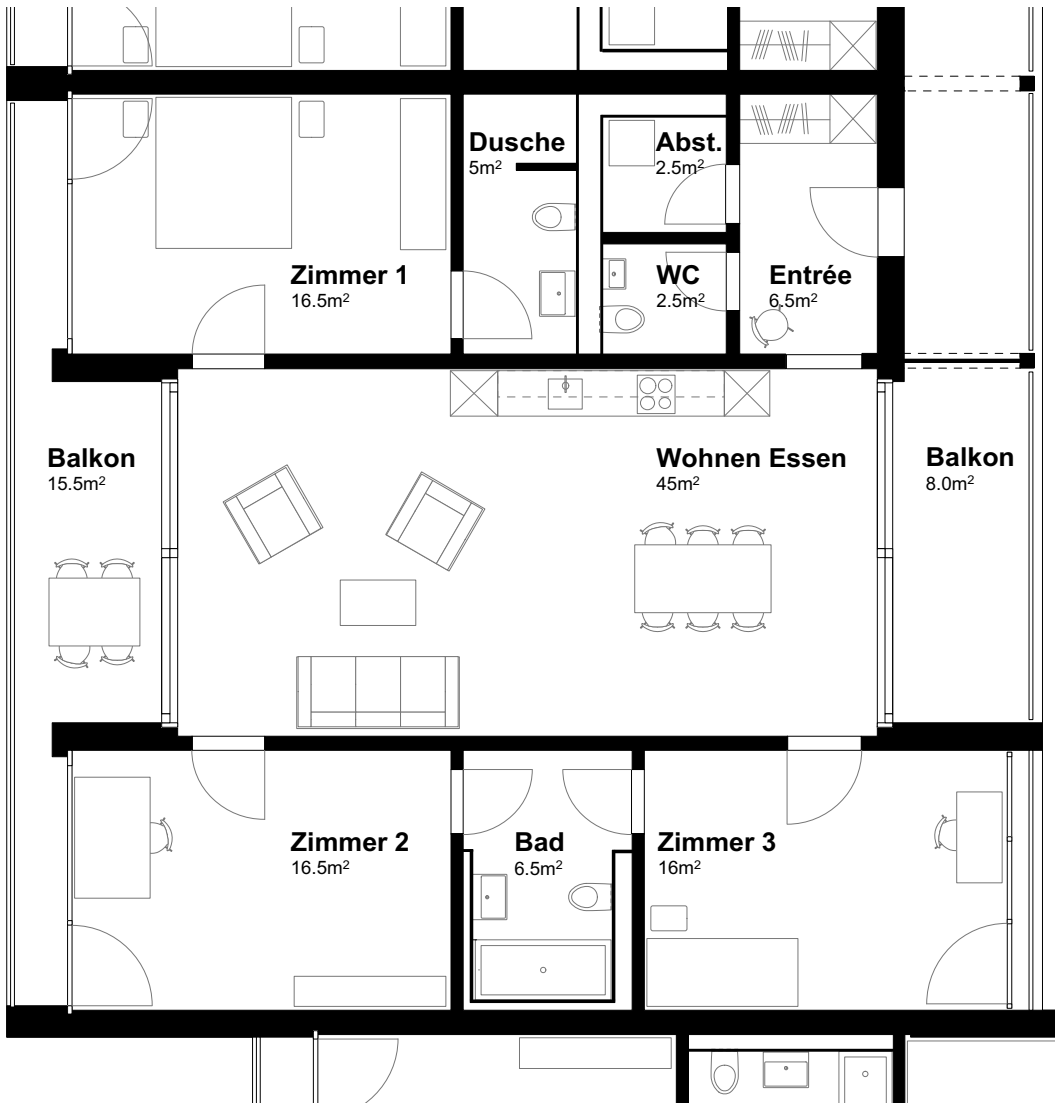 Dusche
5m²
Abst.
2.5m²
Zimmer 1
16.5m²
WC
2.5m²
Entrée
6.5m²
Balkon
15.5m²
Wohnen Essen
45m²
Balkon
8.0m²
Zimmer 2
16.5m²
Bad
6.5m²
Zimmer 3
16m²